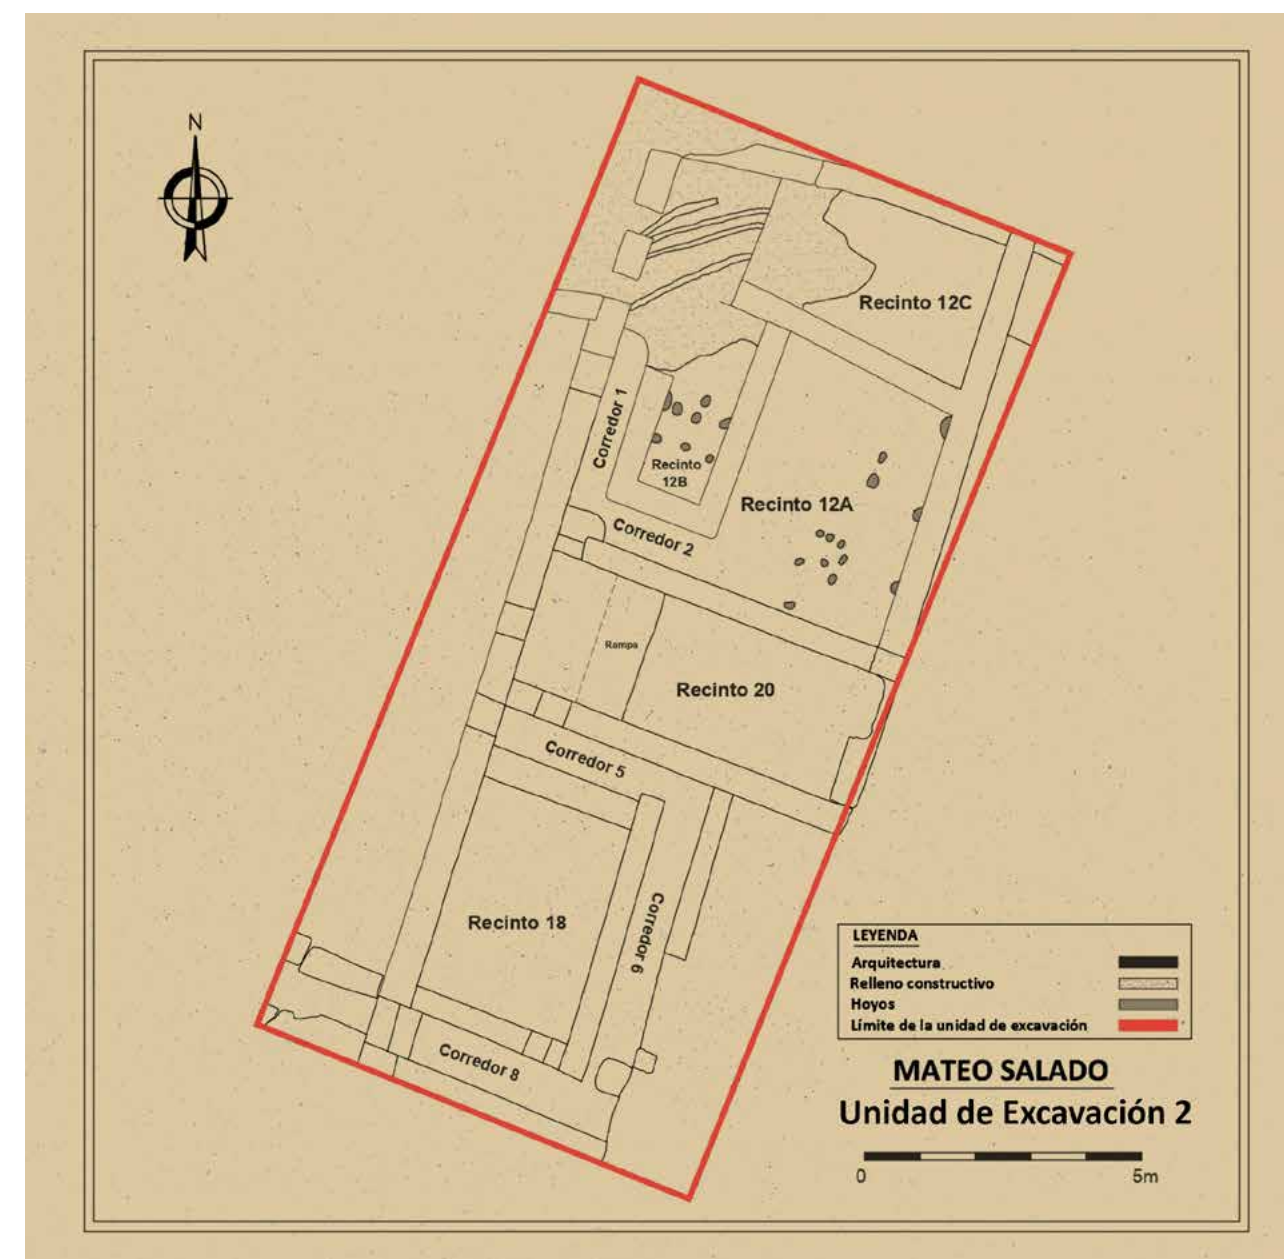 N
Recinto 12C
Corredor 1
Recinto
12B
Recinto 12A
Corredor 2
Rampa
Recinto 20
Corredor 5
Recinto 18
Corredor 6
Corredor 8
LEYENDA
Arquitectura
Relleno constructivo
Hoyos
Límite de la unidad de excavación
MATEO SALADO
Unidad de Excavación 2
0 5m